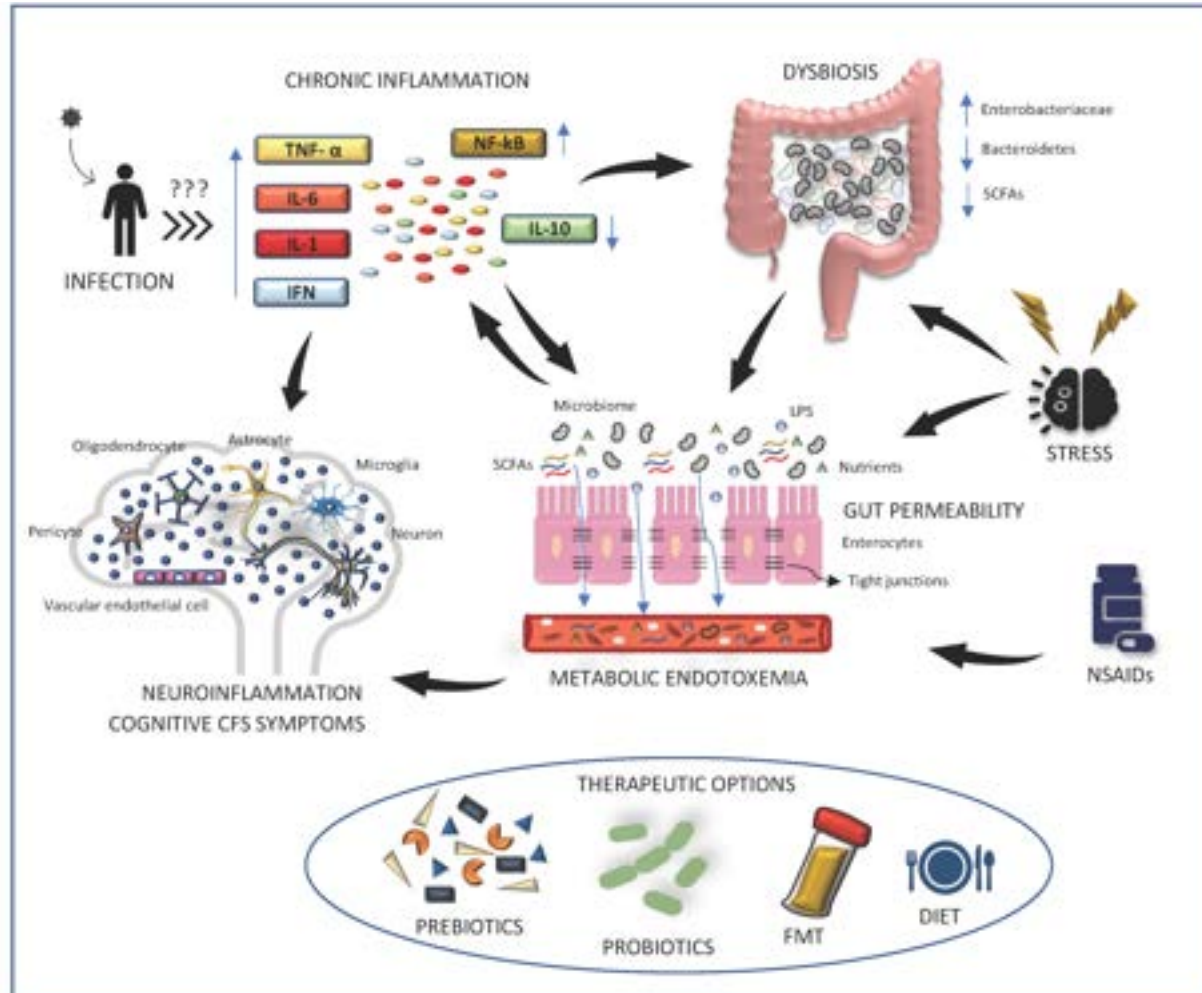 CHRONIC INFLAMMATION
DYSBIOSIS
Enterobacteriaceae
Bacteroidetes
SCFAs
TNF- α
NF-kB
IL-6
IL-10
IL-1
IFN
???
INFECTION
Microbiome
LPS
SCFAs
Nutrients
STRESS
GUT PERMEABILITY
Enterocytes
Tight junctions
Oligodendrocyte
Astrocyte
Microglia
Pericyte
Neuron
Vascular endothelial cell
METABOLIC ENDOTOXEMIA
NSAIDs
NEUROINFLAMMATION
COGNITIVE CFS SYMPTOMS
THERAPEUTIC OPTIONS
PREBIOTICS
PROBIOTICS
FMT
DIET